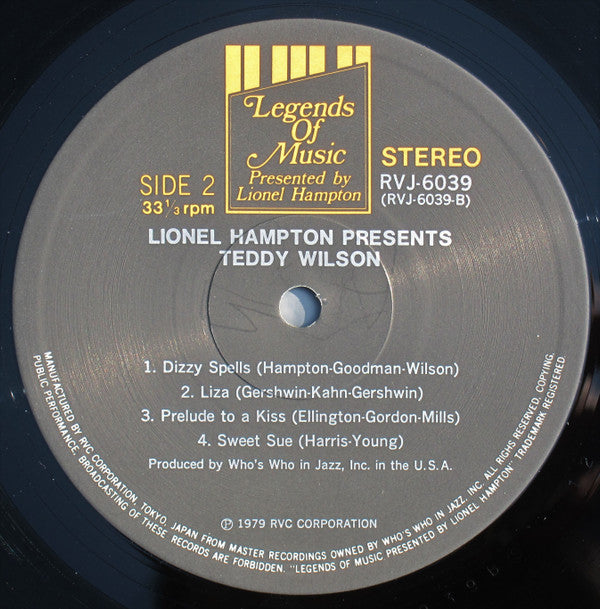 Legends
Of
Music
Presented by
Lionel Hampton
SIDE 2
33⅓ rpm
STEREO
RVJ-6039
(RVJ-6039-B)
LIONEL HAMPTON PRESENTS
TEDDY WILSON
1. Dizzy Spells (Hampton-Goodman-Wilson)
2. Liza (Gershwin-Kahn-Gershwin)
3. Prelude to a Kiss (Ellington-Gordon-Mills)
4. Sweet Sue (Harris-Young)
Produced by Who's Who in Jazz, Inc. in the U.S.A.
℗ 1979 RVC CORPORATION
MANUFACTURED BY RVC CORPORATION, TOKYO, JAPAN FROM MASTER RECORDINGS OWNED BY WHO'S WHO IN JAZZ, INC. ALL RIGHTS RESERVED. COPYING,
PUBLIC PERFORMANCE, BROADCASTING OF THESE RECORDS ARE FORBIDDEN. "LEGENDS OF MUSIC PRESENTED BY LIONEL HAMPTON" TRADEMARK REGISTERED.